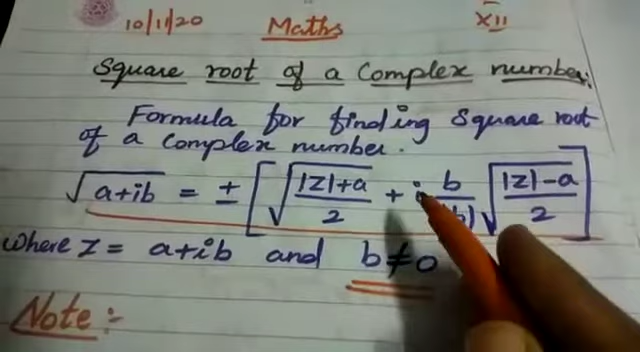 10/11/20 Maths XII
Square root of a Complex number:
Formula for finding square root
of a complex number.
√(a+ib) = ± [ √((|z|+a)/2) + i b/|b| √((|z|-a)/2) ]
where z = a+ib and b≠0
Note:-